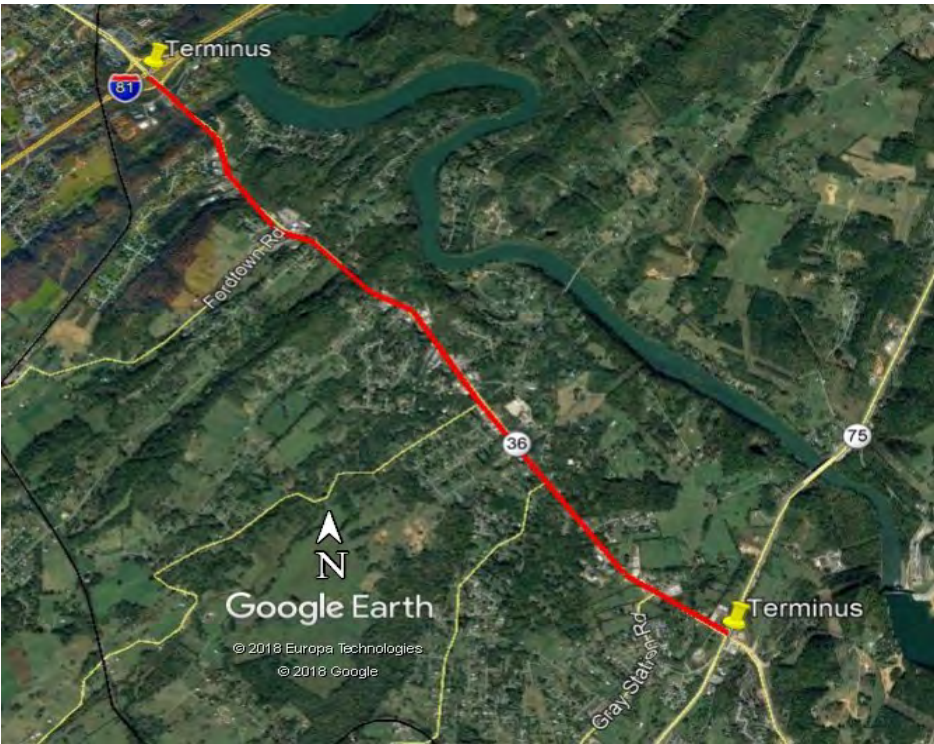 Terminus
81
Fordtown Rd
75
36
N
Google Earth
Terminus
© 2018 Europa Technologies
© 2018 Google
Gray Station Rd